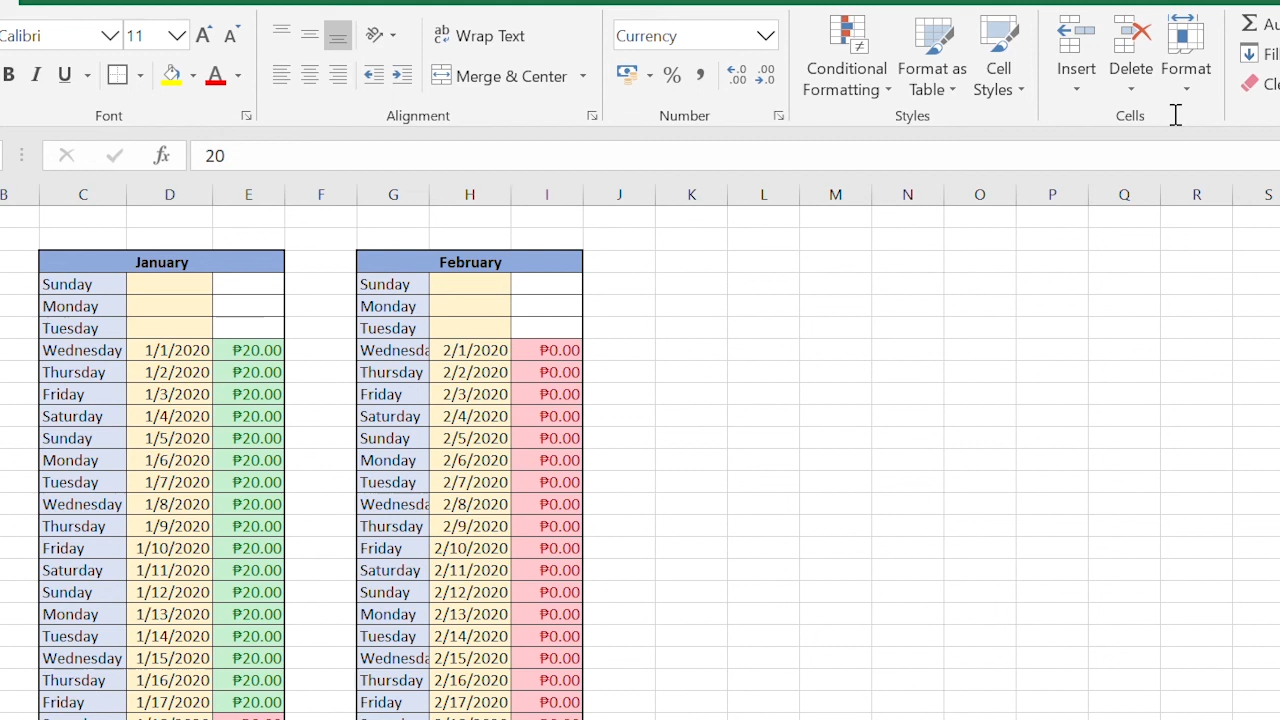 Calibri 11 A A Wrap Text Currency
B I U A Merge & Center % , .00 .00
Conditional Formatting Format as Table Cell Styles Insert Delete Format
Font Alignment Number Styles Cells
fx 20
B C D E F G H I J K L M N O P Q R S
January February
Sunday Sunday
Monday Monday
Tuesday Tuesday
Wednesday 1/1/2020 ₱20.00 Wednesda 2/1/2020 ₱0.00
Thursday 1/2/2020 ₱20.00 Thursday 2/2/2020 ₱0.00
Friday 1/3/2020 ₱20.00 Friday 2/3/2020 ₱0.00
Saturday 1/4/2020 ₱20.00 Saturday 2/4/2020 ₱0.00
Sunday 1/5/2020 ₱20.00 Sunday 2/5/2020 ₱0.00
Monday 1/6/2020 ₱20.00 Monday 2/6/2020 ₱0.00
Tuesday 1/7/2020 ₱20.00 Tuesday 2/7/2020 ₱0.00
Wednesday 1/8/2020 ₱20.00 Wednesda 2/8/2020 ₱0.00
Thursday 1/9/2020 ₱20.00 Thursday 2/9/2020 ₱0.00
Friday 1/10/2020 ₱20.00 Friday 2/10/2020 ₱0.00
Saturday 1/11/2020 ₱20.00 Saturday 2/11/2020 ₱0.00
Sunday 1/12/2020 ₱20.00 Sunday 2/12/2020 ₱0.00
Monday 1/13/2020 ₱20.00 Monday 2/13/2020 ₱0.00
Tuesday 1/14/2020 ₱20.00 Tuesday 2/14/2020 ₱0.00
Wednesday 1/15/2020 ₱20.00 Wednesda 2/15/2020 ₱0.00
Thursday 1/16/2020 ₱20.00 Thursday 2/16/2020 ₱0.00
Friday 1/17/2020 ₱20.00 Friday 2/17/2020 ₱0.00